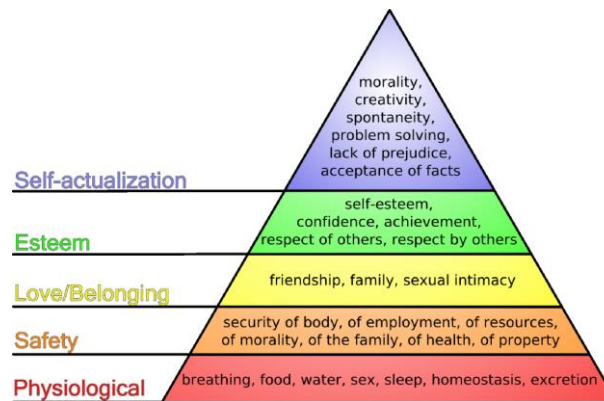 morality,
creativity,
spontaneity,
problem solving,
lack of prejudice,
acceptance of facts
Self-actualization
self-esteem,
confidence, achievement,
respect of others, respect by others
Esteem
friendship, family, sexual intimacy
Love/Belonging
security of body, of employment, of resources,
of morality, of the family, of health, of property
Safety
breathing, food, water, sex, sleep, homeostasis, excretion
Physiological